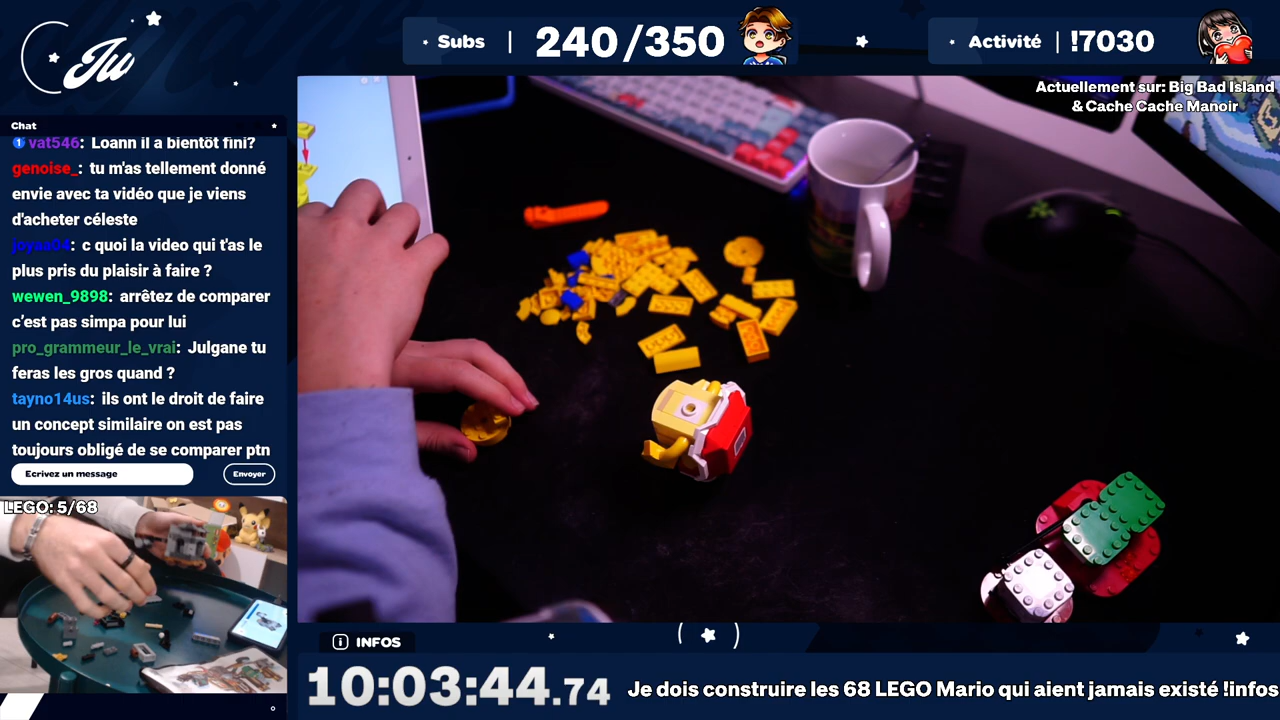 Ju
Subs | 240/350
Activité | !7030
Actuellement sur: Big Bad Island
& Cache Cache Manoir
Chat
vat546: Loann il a bientôt fini?
genoise_: tu m'as tellement donné
envie avec ta vidéo que je viens
d'acheter céleste
joyaa04: c quoi la video qui t'as le
plus pris du plaisir à faire ?
wewen_9898: arrêtez de comparer
c'est pas simpa pour lui
pro_grammeur_le_vrai: Julgane tu
feras les gros quand ?
tayno14us: ils ont le droit de faire
un concept similaire on est pas
toujours obligé de se comparer ptn
Ecrivez un message
Envoyer
LEGO: 5/68
INFOS
10:03:44.74
Je dois construire les 68 LEGO Mario qui aient jamais existé !infos